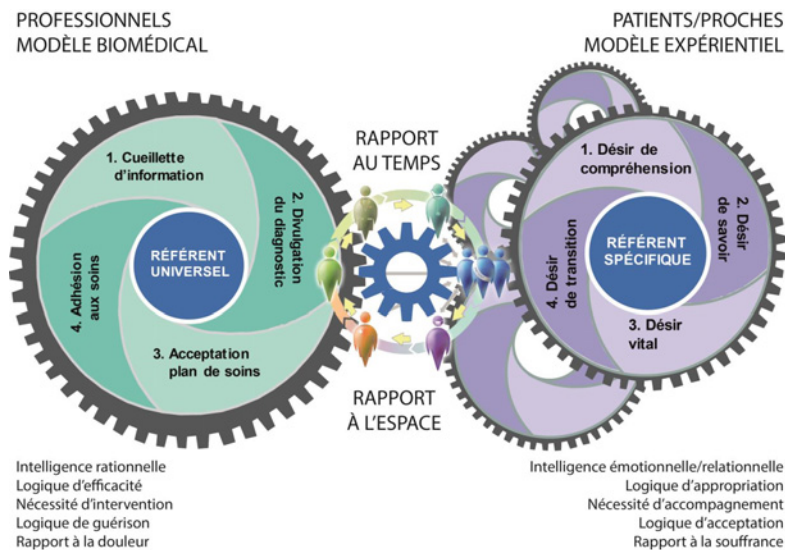 PROFESSIONNELS
MODÈLE BIOMÉDICAL
PATIENTS/PROCHES
MODÈLE EXPÉRIENTIEL
1. Cueillette
d'information
2. Divulgation
du diagnostic
3. Acceptation
plan de soins
4. Adhésion
aux soins
RÉFÉRENT
UNIVERSEL
RAPPORT
AU TEMPS
RAPPORT
À L'ESPACE
1. Désir de
compréhension
2. Désir
de savoir
3. Désir
vital
4. Désir
de transition
RÉFÉRENT
SPÉCIFIQUE
Intelligence rationnelle
Logique d'efficacité
Nécessité d'intervention
Logique de guérison
Rapport à la douleur
Intelligence émotionnelle/relationnelle
Logique d'appropriation
Nécessité d'accompagnement
Logique d'acceptation
Rapport à la souffrance